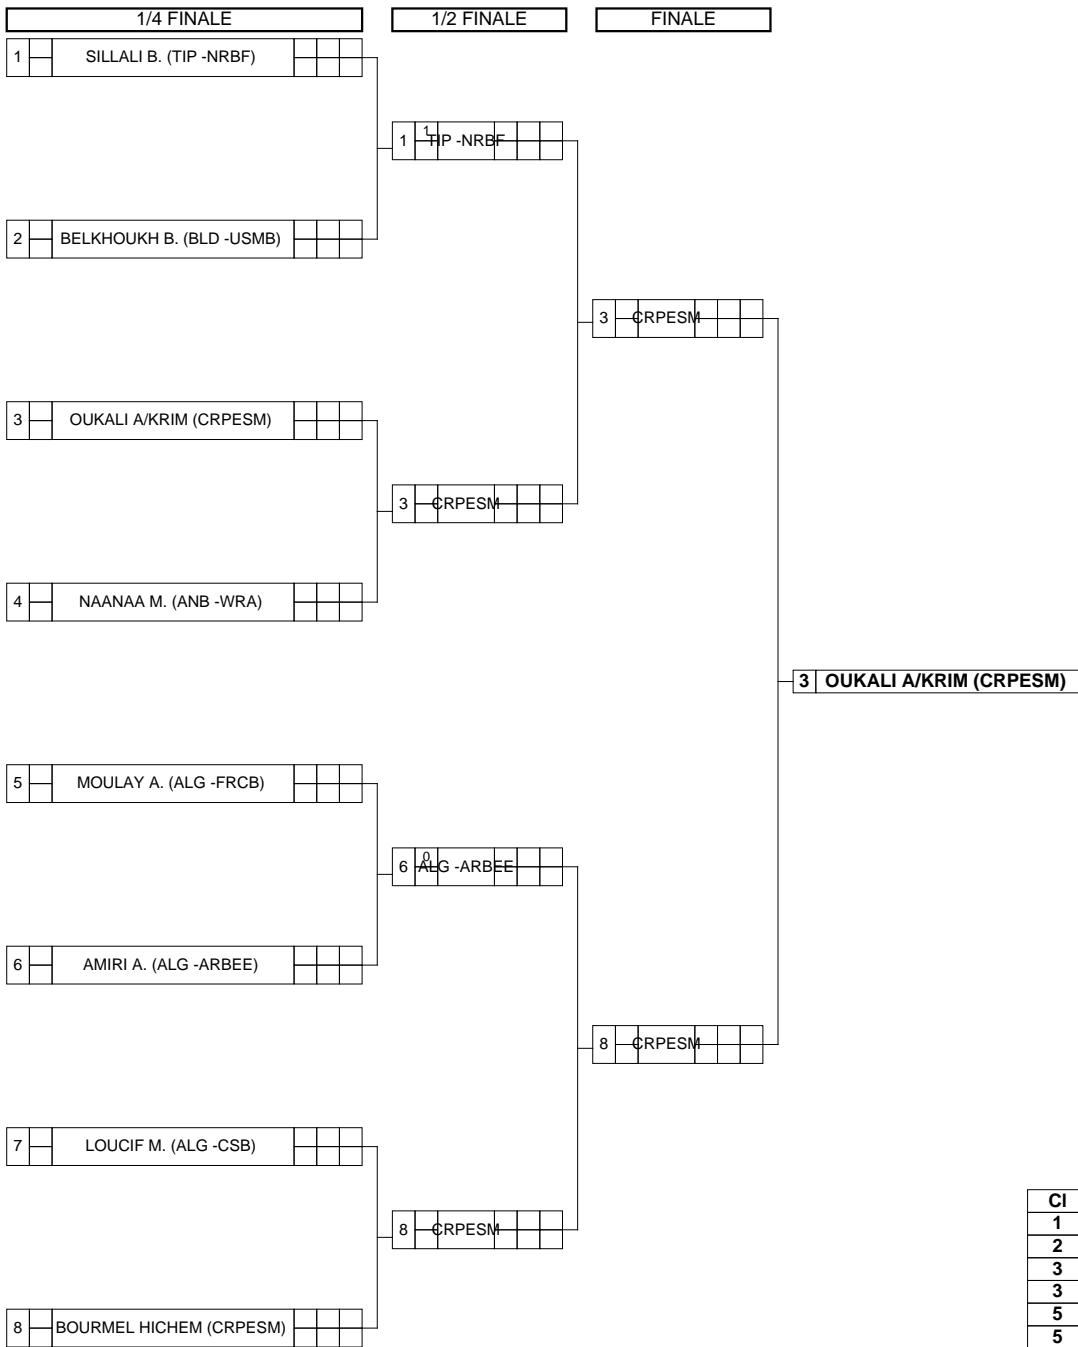 1/4 FINALE 1/2 FINALE FINALE
1 SILLALI B. (TIP -NRBF)
1 1 TIP -NRBF
2 BELKHOUKH B. (BLD -USMB)
3 CRPESM
3 OUKALI A/KRIM (CRPESM)
3 CRPESM
4 NAANAA M. (ANB -WRA)
3 OUKALI A/KRIM (CRPESM)
5 MOULAY A. (ALG -FRCB)
6 0 ALG -ARBEE
6 AMIRI A. (ALG -ARBEE)
8 CRPESM
7 LOUCIF M. (ALG -CSB)
8 CRPESM
8 BOURMEL HICHEM (CRPESM)
Cl
1
2
3
3
5
5